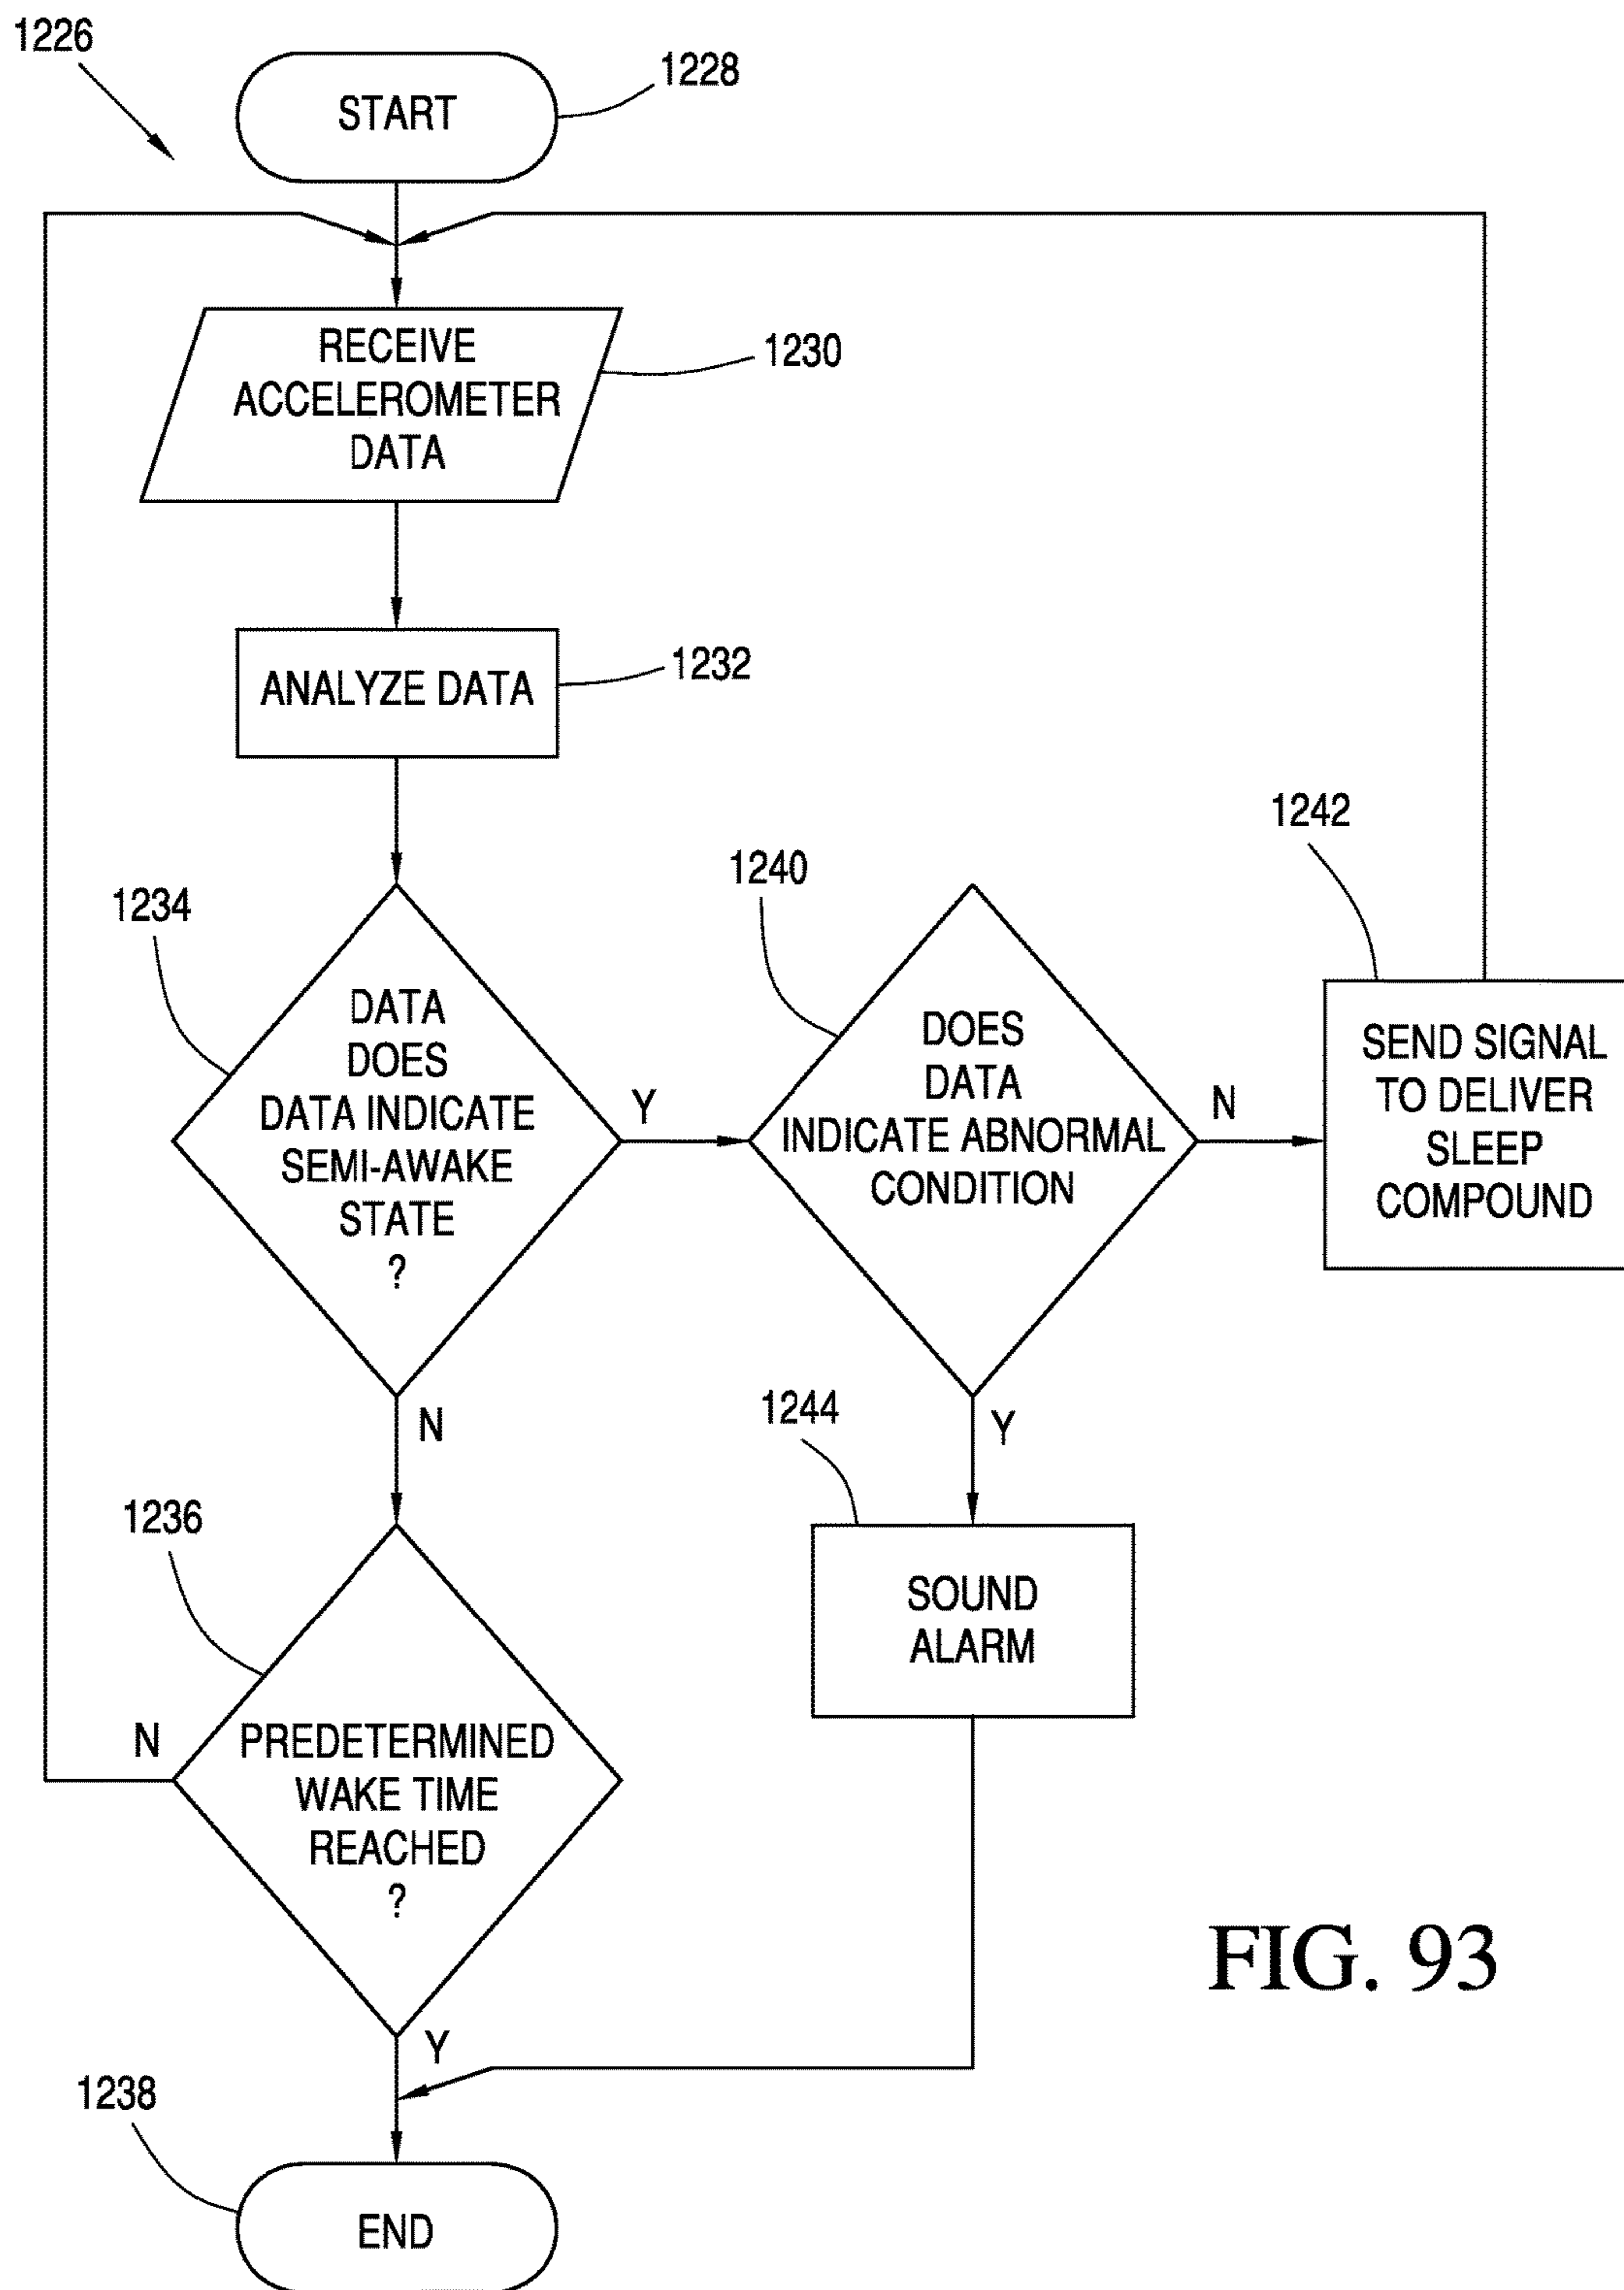 1226
START
1228
RECEIVE
ACCELEROMETER
DATA
1230
ANALYZE DATA
1232
1234
DATA
DOES
DATA INDICATE
SEMI-AWAKE
STATE
?
Y
N
1240
DOES
DATA
INDICATE ABNORMAL
CONDITION
N
Y
1242
SEND SIGNAL
TO DELIVER
SLEEP
COMPOUND
1244
SOUND
ALARM
1236
PREDETERMINED
WAKE TIME
REACHED
?
N
Y
1238
END
FIG. 93